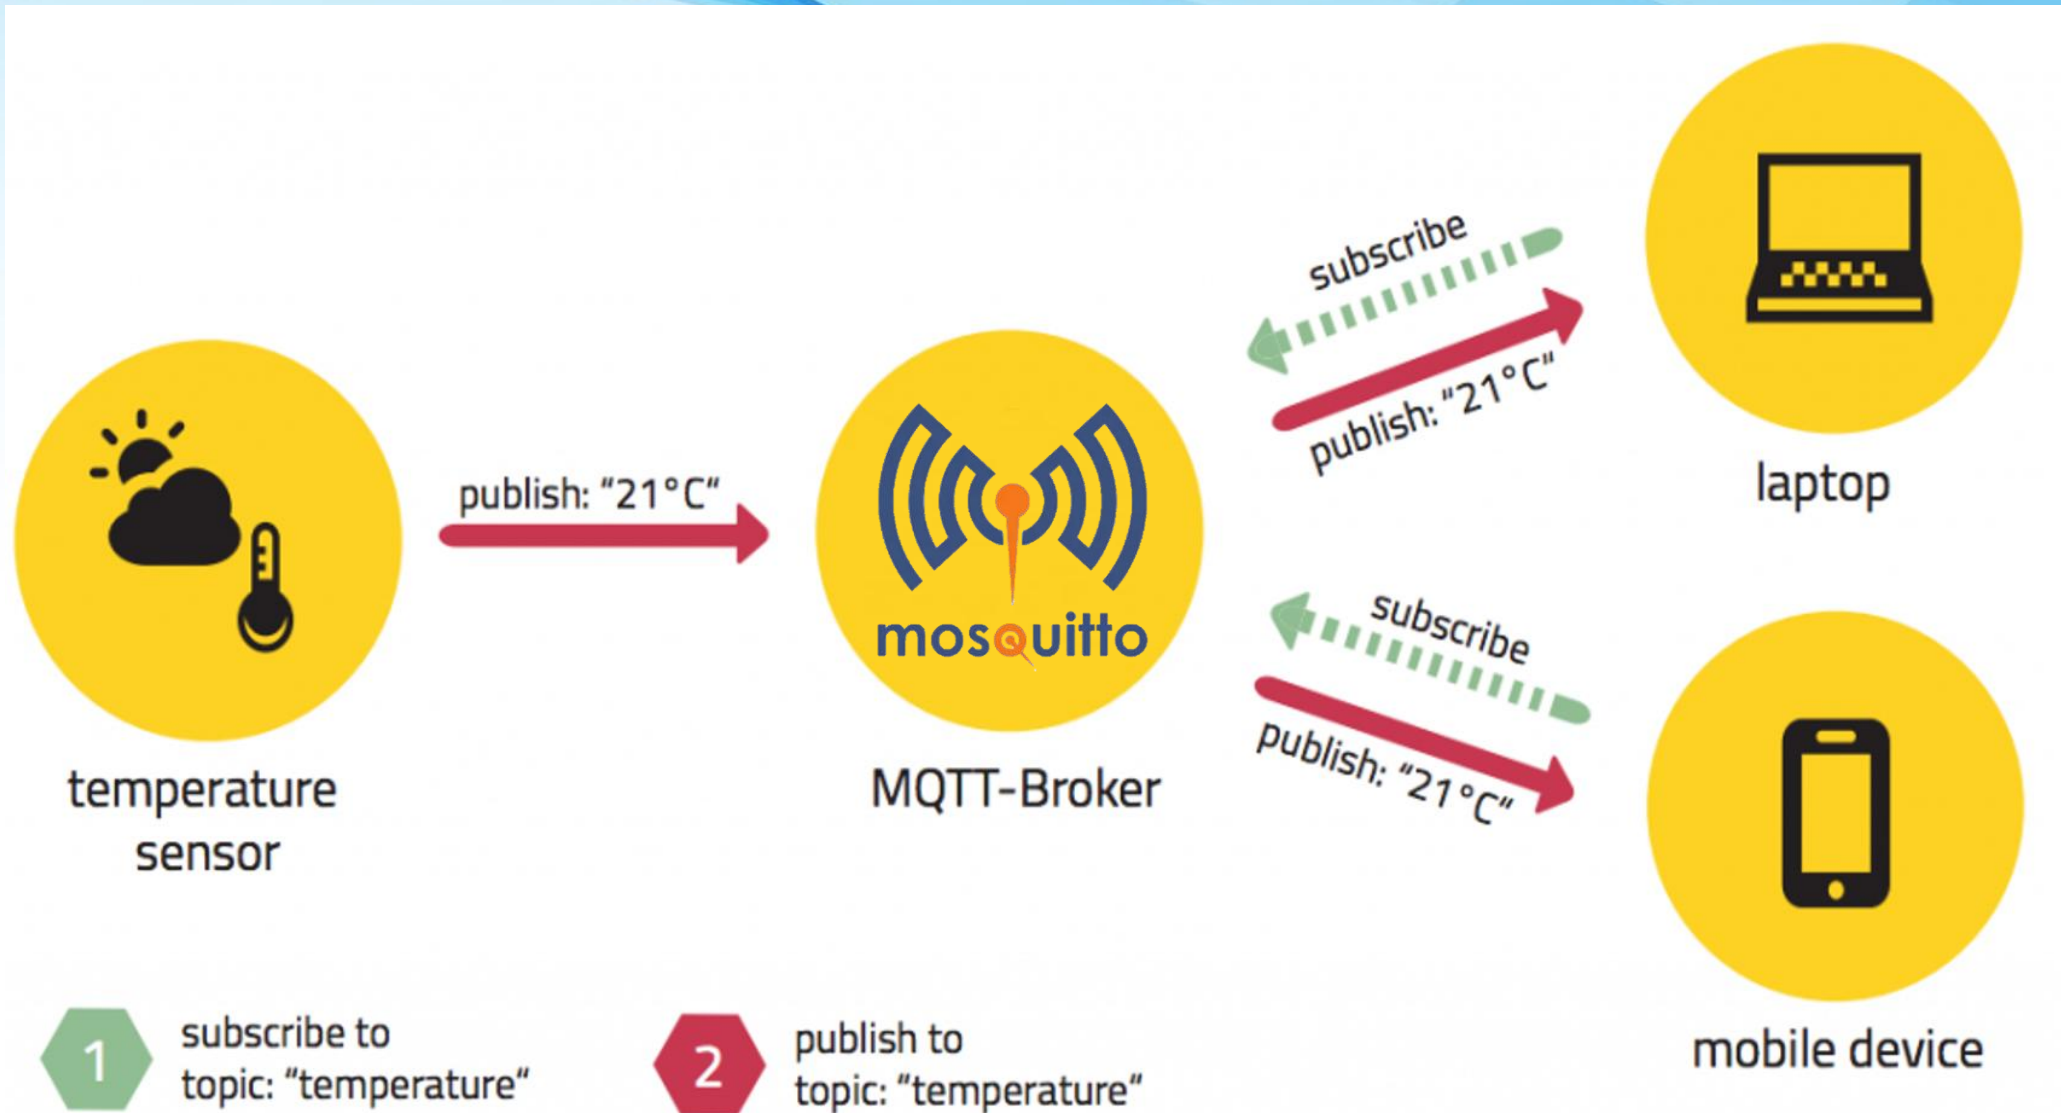 subscribe
publish: “21°C“
laptop
publish: “21°C“
mosquitto
subscribe
publish: “21°C“
temperature
sensor
MQTT-Broker
mobile device
1
subscribe to
topic: “temperature“
2
publish to
topic: “temperature“